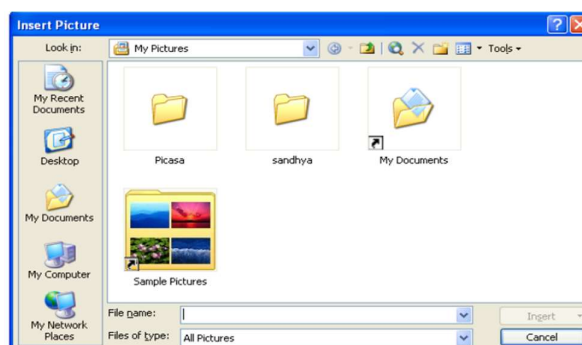 Insert Picture
Look in: My Pictures Tools
My Recent
Documents
Desktop
My Documents
My Computer
My Network
Places
Picasa sandhya My Documents
Sample Pictures
File name: Insert
Files of type: All Pictures Cancel